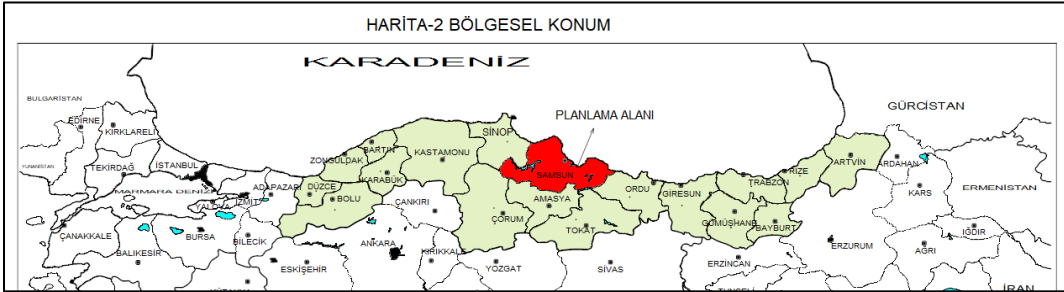 HARİTA-2 BÖLGESEL KONUM
KARADENİZ
BULGARİSTAN
GÜRCİSTAN
EDİRNE
KIRKLARELİ
PLANLAMA ALANI
SİNOP
BARTIN
ZONGULDAK
KASTAMONU
ARTVİN
ARDAHAN
YUNANİSTAN
TEKİRDAĞ
İSTANBUL
KARABÜK
SAMSUN
RİZE
TRABZON
MARMARA DENİZİ
ADAPAZARI
DÜZCE
ORDU
GİRESUN
KARS
ERMENİSTAN
YALOVA
İZMİT
BOLU
ÇANKIRI
AMASYA
ÇORUM
GÜMÜŞHANE
BAYBURT
ÇANAKKALE
BURSA
BİLECİK
TOKAT
IĞDIR
ANKARA
KIRIKKALE
ERZURUM
AĞRI
BALIKESİR
ESKİŞEHİR
YOZGAT
SİVAS
ERZİNCAN
İRAN